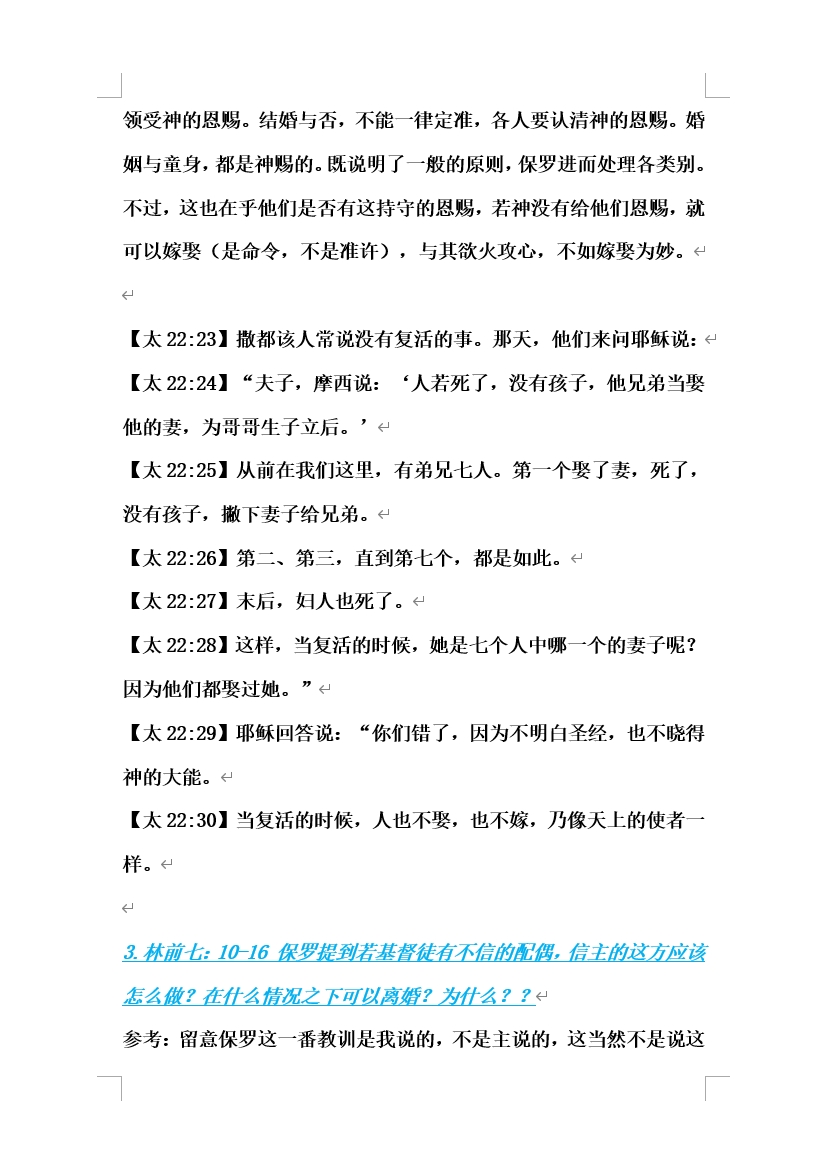 领受神的恩赐。结婚与否，不能一律定准，各人要认清神的恩赐。婚
姻与童身，都是神赐的。既说明了一般的原则，保罗进而处理各类别。
不过，这也在乎他们是否有这持守的恩赐，若神没有给他们恩赐，就
可以嫁娶（是命令，不是准许），与其欲火攻心，不如嫁娶为妙。
【太 22:23】撒都该人常说没有复活的事。那天，他们来问耶稣说：
【太 22:24】“夫子，摩西说：‘人若死了，没有孩子，他兄弟当娶
他的妻，为哥哥生子立后。’
【太 22:25】从前在我们这里，有弟兄七人。第一个娶了妻，死了，
没有孩子，撇下妻子给兄弟。
【太 22:26】第二、第三，直到第七个，都是如此。
【太 22:27】末后，妇人也死了。
【太 22:28】这样，当复活的时候，她是七个人中哪一个的妻子呢？
因为他们都娶过她。”
【太 22:29】耶稣回答说：“你们错了，因为不明白圣经，也不晓得
神的大能。
【太 22:30】当复活的时候，人也不娶，也不嫁，乃像天上的使者一
样。
3.林前七：10-16 保罗提到若基督徒有不信的配偶，信主的这方应该
怎么做？在什么情况之下可以离婚？为什么？？
参考：留意保罗这一番教训是我说的，不是主说的，这当然不是说这